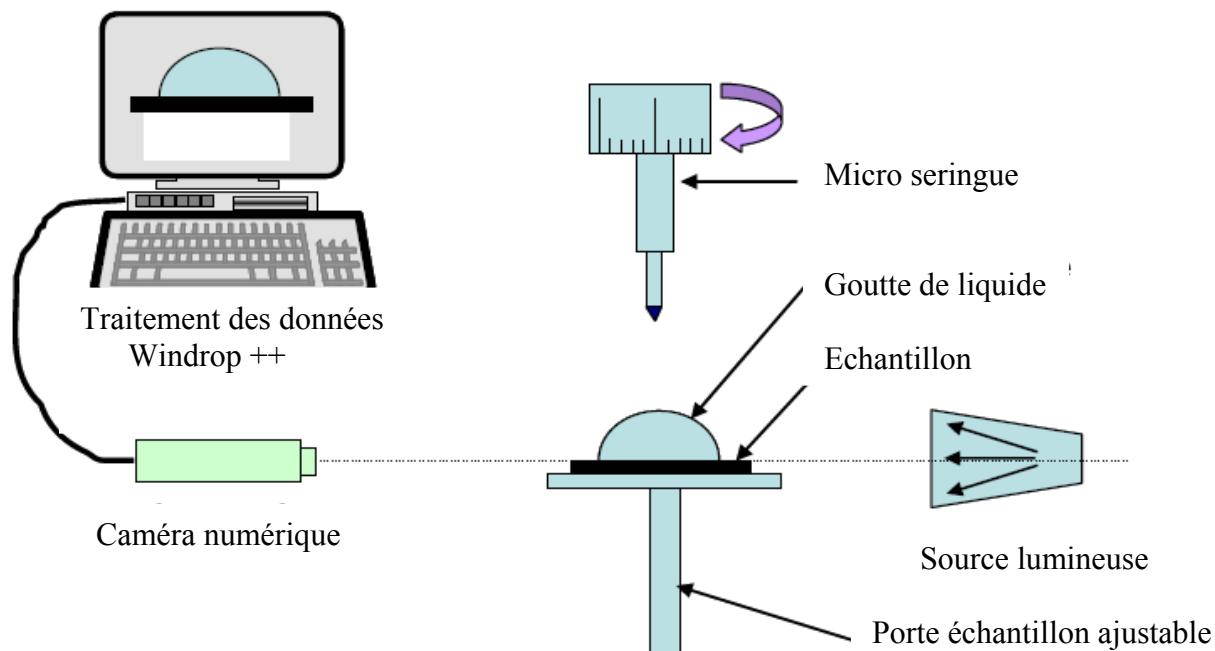 Micro seringue
Goutte de liquide
Traitement des données
Windrop ++
Echantillon
Caméra numérique
Source lumineuse
Porte échantillon ajustable